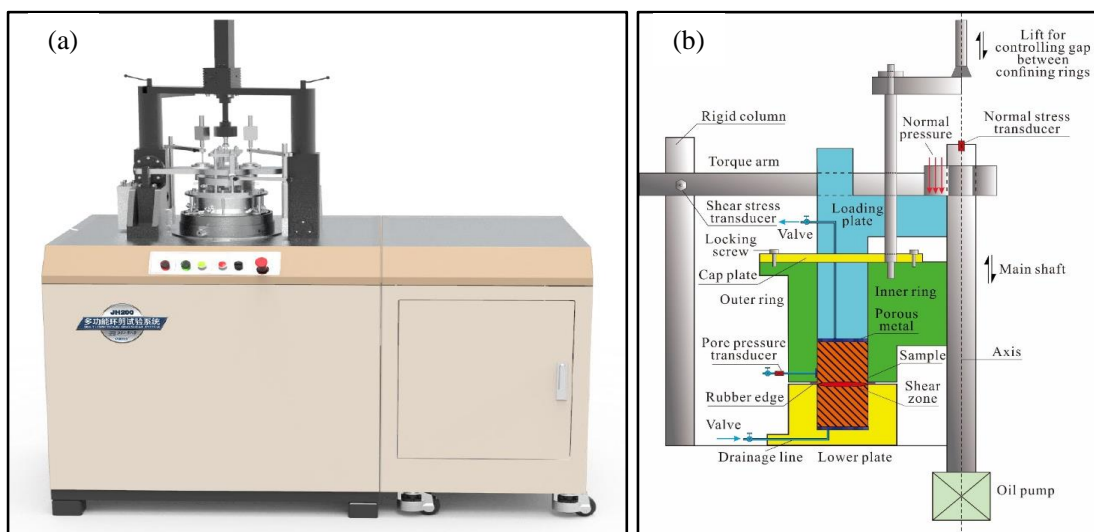 (a)
JH200
多功能环剪试验系统
(b)
Lift for
controlling gap
between
confining rings
Rigid column
Normal
pressure
Normal stress
transducer
Torque arm
Shear stress
transducer
Loading
plate
Valve
Locking
screw
Main shaft
Cap plate
Inner ring
Outer ring
Porous
metal
Pore pressure
transducer
Sample
Axis
Rubber edge
Shear
zone
Valve
Drainage line
Lower plate
Oil pump